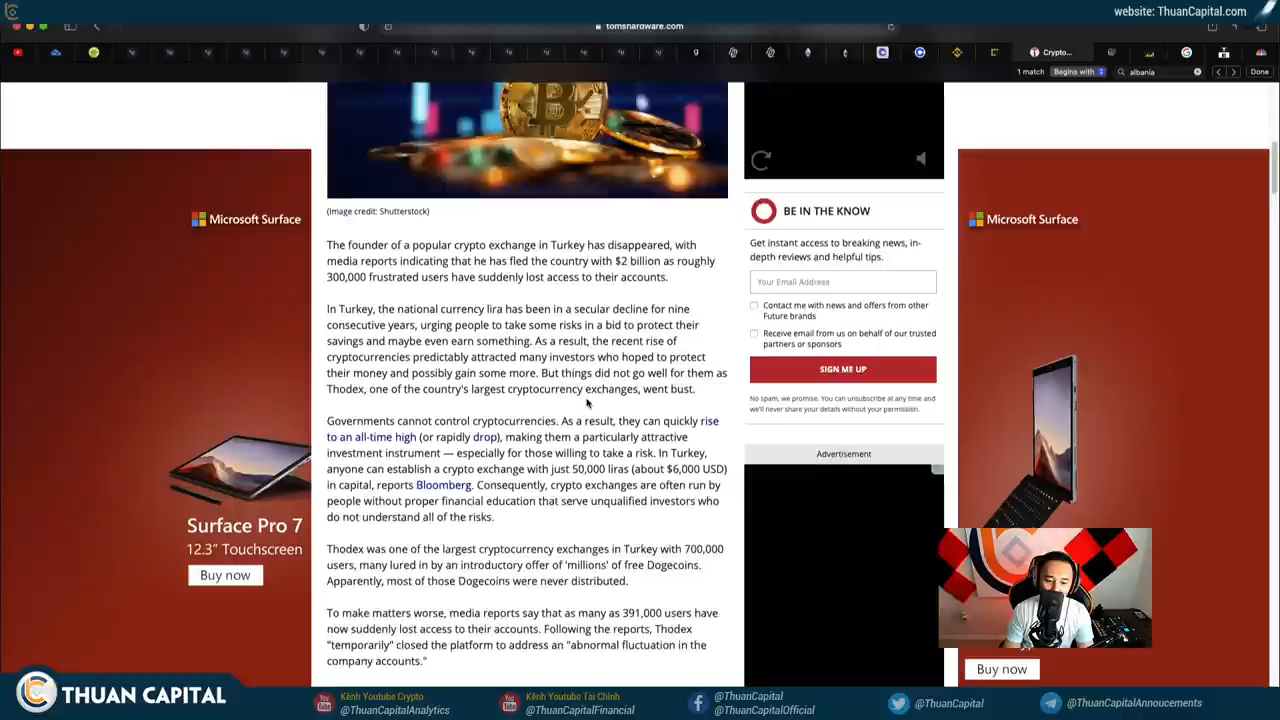 website: ThuanCapital.com
tomshardware.com
Crypto...
1 match
Begins with
albania
Done
(Image credit: Shutterstock)
The founder of a popular crypto exchange in Turkey has disappeared, with
media reports indicating that he has fled the country with $2 billion as roughly
300,000 frustrated users have suddenly lost access to their accounts.
In Turkey, the national currency lira has been in a secular decline for nine
consecutive years, urging people to take some risks in a bid to protect their
savings and maybe even earn something. As a result, the recent rise of
cryptocurrencies predictably attracted many investors who hoped to protect
their money and possibly gain some more. But things did not go well for them as
Thodex, one of the country's largest cryptocurrency exchanges, went bust.
Governments cannot control cryptocurrencies. As a result, they can quickly rise
to an all-time high (or rapidly drop), making them a particularly attractive
investment instrument — especially for those willing to take a risk. In Turkey,
anyone can establish a crypto exchange with just 50,000 liras (about $6,000 USD)
in capital, reports Bloomberg. Consequently, crypto exchanges are often run by
people without proper financial education that serve unqualified investors who
do not understand all of the risks.
Thodex was one of the largest cryptocurrency exchanges in Turkey with 700,000
users, many lured in by an introductory offer of 'millions' of free Dogecoins.
Apparently, most of those Dogecoins were never distributed.
To make matters worse, media reports say that as many as 391,000 users have
now suddenly lost access to their accounts. Following the reports, Thodex
"temporarily" closed the platform to address an "abnormal fluctuation in the
company accounts."
BE IN THE KNOW
Get instant access to breaking news, in-
depth reviews and helpful tips.
Your Email Address
Contact me with news and offers from other
Future brands
Receive email from us on behalf of our trusted
partners or sponsors
SIGN ME UP
No spam, we promise. You can unsubscribe at any time and
we'll never share your details without your permission.
Advertisement
Microsoft Surface
Surface Pro 7
12.3" Touchscreen
Buy now
Microsoft Surface
Buy now
THUAN CAPITAL
Kênh Youtube Crypto
@ThuanCapitalAnalytics
Kênh Youtube Tài Chính
@ThuanCapitalFinancial
@ThuanCapital
@ThuanCapitalOfficial
@ThuanCapital
@ThuanCapitalAnnoucements